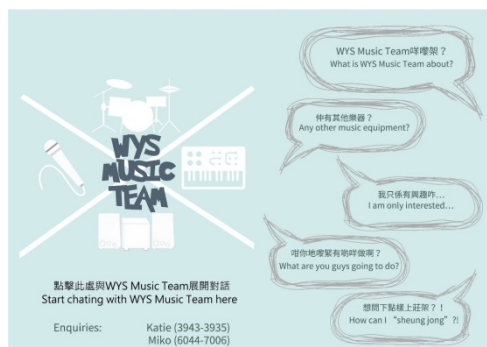 WYS
MUSIC
TEAM
點擊此處與WYS Music Team展開對話
Start chatting with WYS Music Team here
Enquiries: Katie (3943-3935)
Miko (6044-7006)
WYS Music Team咩嚟架？
What is WYS Music Team about?
仲有其他樂器？
Any other music equipment?
我只係有興趣咋…
I am only interested…
咁你地嚟緊有啲咩做啊？
What are you guys going to do?
想問下點樣上莊架？！
How can I “sheung jong”?!